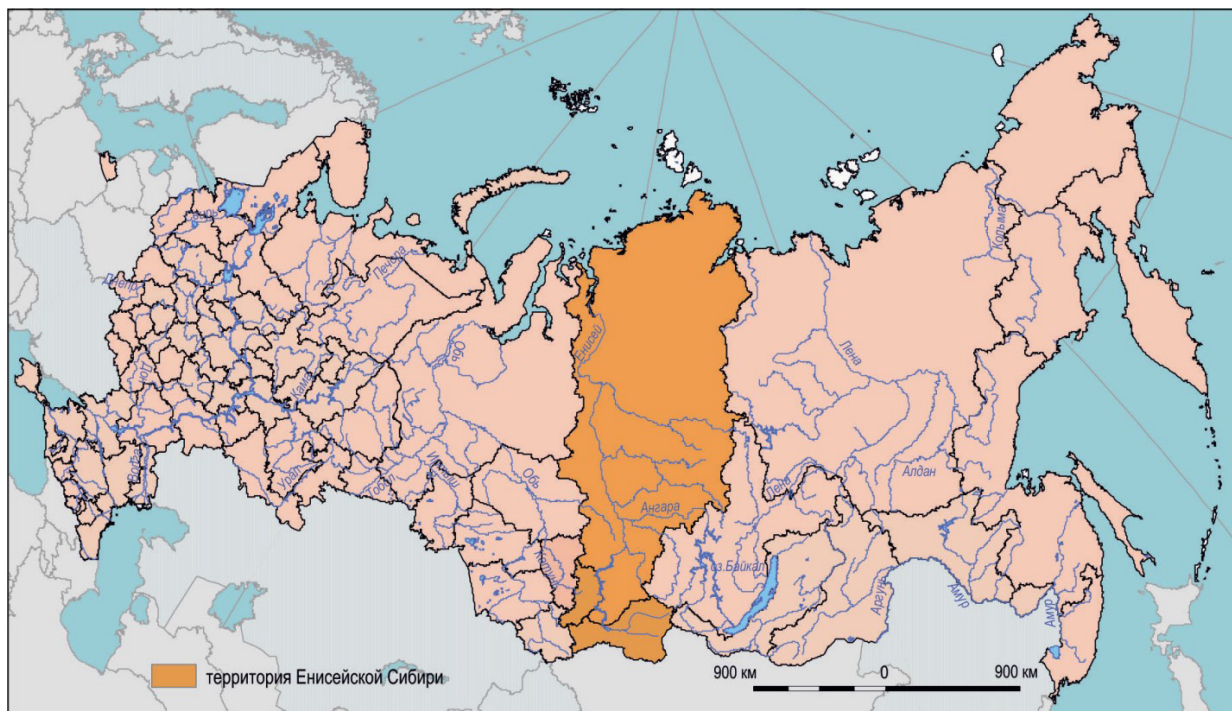 Днепр
Дон
Волга
Кама
Печора
Урал
Тобол
Обь
Обь
Енисей
Ангара
оз.Байкал
Лена
Лена
Алдан
Колыма
Аргунь
Амур
Амур
территория Енисейской Сибири
900 км 0 900 км